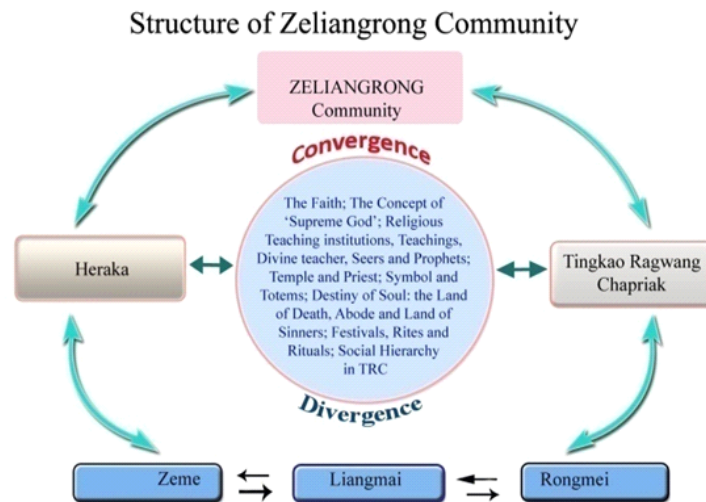 Structure of Zeliangrong Community
ZELIANGRONG
Community
Convergence
The Faith; The Concept of
‘Supreme God’; Religious
Teaching institutions, Teachings,
Divine teacher, Seers and Prophets;
Temple and Priest; Symbol and
Totems; Destiny of Soul: the Land
of Death, Abode and Land of
Sinners; Festivals, Rites and
Rituals; Social Hierarchy
in TRC
Heraka
Tingkao Ragwang
Chapriak
Divergence
Zeme
Liangmai
Rongmei